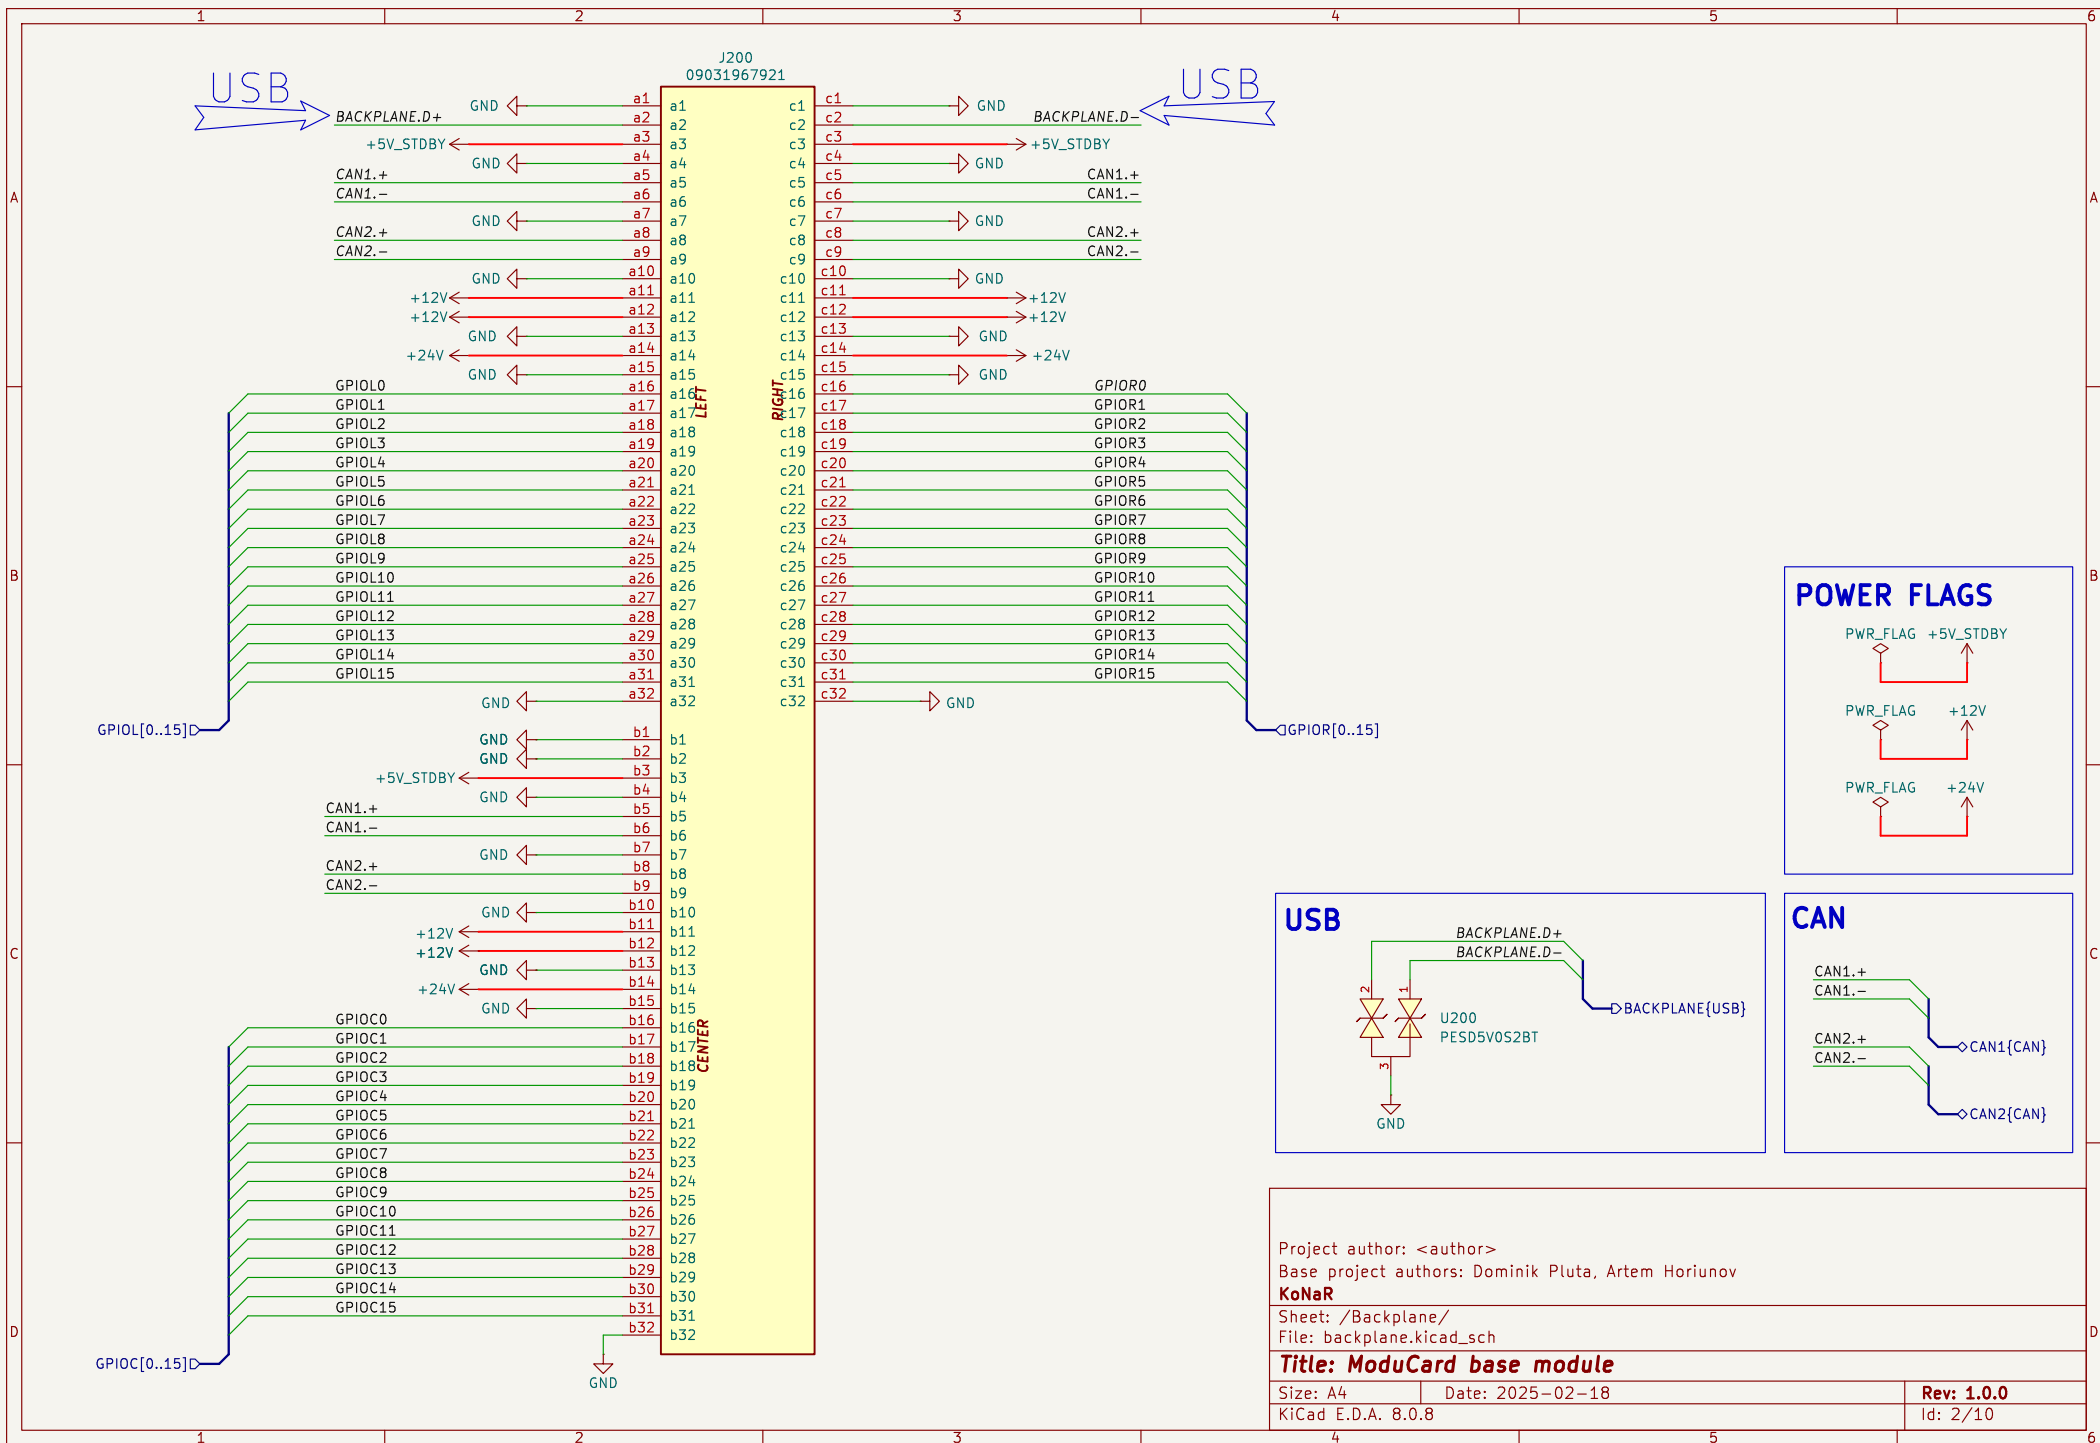 1 2 3 4 5 6
J200
09031967921
USB USB
GND a1 a1 c1 c1 GND
BACKPLANE.D+ a2 a2 c2 c2 BACKPLANE.D-
+5V_STDBY a3 a3 c3 c3 +5V_STDBY
GND a4 a4 c4 c4 GND
CAN1.+ a5 a5 c5 c5 CAN1.+
A CAN1.- a6 a6 c6 c6 CAN1.- A
GND a7 a7 c7 c7 GND
CAN2.+ a8 a8 c8 c8 CAN2.+
CAN2.- a9 a9 c9 c9 CAN2.-
GND a10 a10 c10 c10 GND
+12V a11 a11 c11 c11 +12V
+12V a12 a12 c12 c12 +12V
GND a13 a13 c13 c13 GND
+24V a14 a14 c14 c14 +24V
GND a15 a15 c15 c15 GND
GPIOL0 a16 a16 c16 c16 GPIOR0
LEFT RIGHT
GPIOL1 a17 a17 c17 c17 GPIOR1
GPIOL2 a18 a18 c18 c18 GPIOR2
GPIOL3 a19 a19 c19 c19 GPIOR3
GPIOL4 a20 a20 c20 c20 GPIOR4
GPIOL5 a21 a21 c21 c21 GPIOR5
GPIOL6 a22 a22 c22 c22 GPIOR6
GPIOL7 a23 a23 c23 c23 GPIOR7
GPIOL8 a24 a24 c24 c24 GPIOR8
GPIOL9 a25 a25 c25 c25 GPIOR9
B GPIOL10 a26 a26 c26 c26 GPIOR10 B
GPIOL11 a27 a27 c27 c27 GPIOR11
GPIOL12 a28 a28 c28 c28 GPIOR12
GPIOL13 a29 a29 c29 c29 GPIOR13
GPIOL14 a30 a30 c30 c30 GPIOR14
GPIOL15 a31 a31 c31 c31 GPIOR15
GND a32 a32 c32 c32 GND
GPIOL[0..15] GPIOR[0..15]
POWER FLAGS
PWR_FLAG +5V_STDBY
PWR_FLAG +12V
PWR_FLAG +24V
GND b1 b1
GND b2 b2
+5V_STDBY b3 b3
GND b4 b4
CAN1.+ b5 b5
CAN1.- b6 b6
GND b7 b7
CAN2.+ b8 b8
CAN2.- b9 b9
GND b10 b10
+12V b11 b11
C +12V b12 b12 C
GND b13 b13
+24V b14 b14
GND b15 b15
GPIOC0 b16 b16
CENTER
GPIOC1 b17 b17
GPIOC2 b18 b18
GPIOC3 b19 b19
GPIOC4 b20 b20
GPIOC5 b21 b21
GPIOC6 b22 b22
GPIOC7 b23 b23
GPIOC8 b24 b24
GPIOC9 b25 b25
GPIOC10 b26 b26
GPIOC11 b27 b27
GPIOC12 b28 b28
GPIOC13 b29 b29
GPIOC14 b30 b30
GPIOC15 b31 b31
D b32 b32 D
GPIOC[0..15]
GND
USB
BACKPLANE.D+
BACKPLANE.D-
2 1
BACKPLANE{USB}
U200
PESD5V0S2BT
3
GND
CAN
CAN1.+
CAN1.-
CAN2.+
CAN1{CAN}
CAN2.-
CAN2{CAN}
Project author: <author>
Base project authors: Dominik Pluta, Artem Horiunov
KoNaR
Sheet: /Backplane/
File: backplane.kicad_sch
Title: ModuCard base module
Size: A4 Date: 2025-02-18 Rev: 1.0.0
KiCad E.D.A. 8.0.8 Id: 2/10
1 2 3 4 5 6